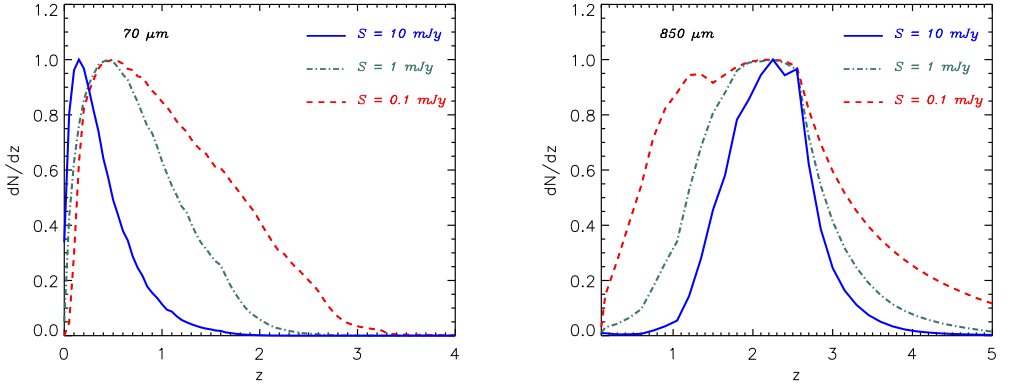 70 μm
S = 10 mJy
S = 1 mJy
S = 0.1 mJy
1.2
1.0
0.8
0.6
0.4
0.2
0.0
dN/dz
0 1 2 3 4
z
850 μm
S = 10 mJy
S = 1 mJy
S = 0.1 mJy
1.2
1.0
0.8
0.6
0.4
0.2
0.0
dN/dz
1 2 3 4 5
z